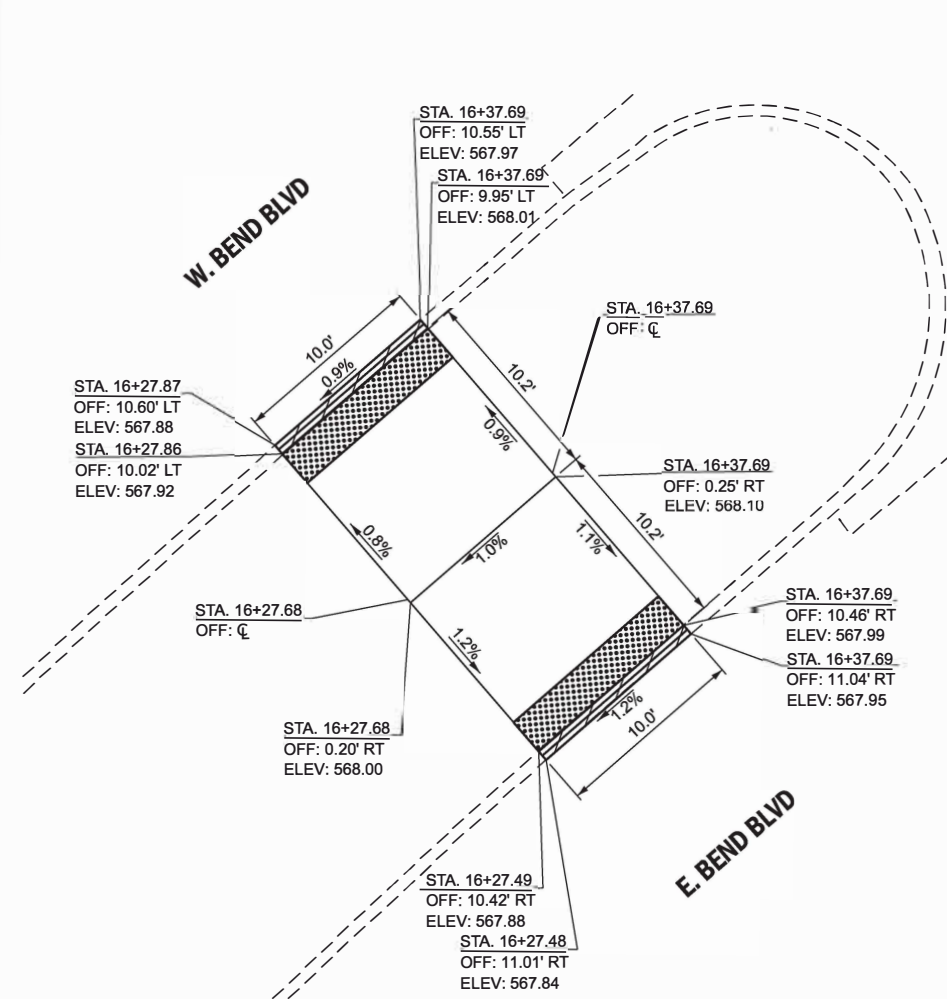 STA. 16+37.69
OFF: 10.55' LT
ELEV: 567.97
STA. 16+37.69
OFF: 9.95' LT
ELEV: 568.01
W. BEND BLVD
STA. 16+37.69
OFF: ℄
10.0'
0.9%
10.2'
STA. 16+27.87
OFF: 10.60' LT
ELEV: 567.88
STA. 16+27.86
OFF: 10.02' LT
ELEV: 567.92
0.9%
STA. 16+37.69
OFF: 0.25' RT
ELEV: 568.10
10.2'
0.8%
1.0%
1.1%
STA. 16+27.68
OFF: ℄
1.2%
STA. 16+37.69
OFF: 10.46' RT
ELEV: 567.99
STA. 16+37.69
OFF: 11.04' RT
ELEV: 567.95
1.2%
10.0'
STA. 16+27.68
OFF: 0.20' RT
ELEV: 568.00
E. BEND BLVD
STA. 16+27.49
OFF: 10.42' RT
ELEV: 567.88
STA. 16+27.48
OFF: 11.01' RT
ELEV: 567.84